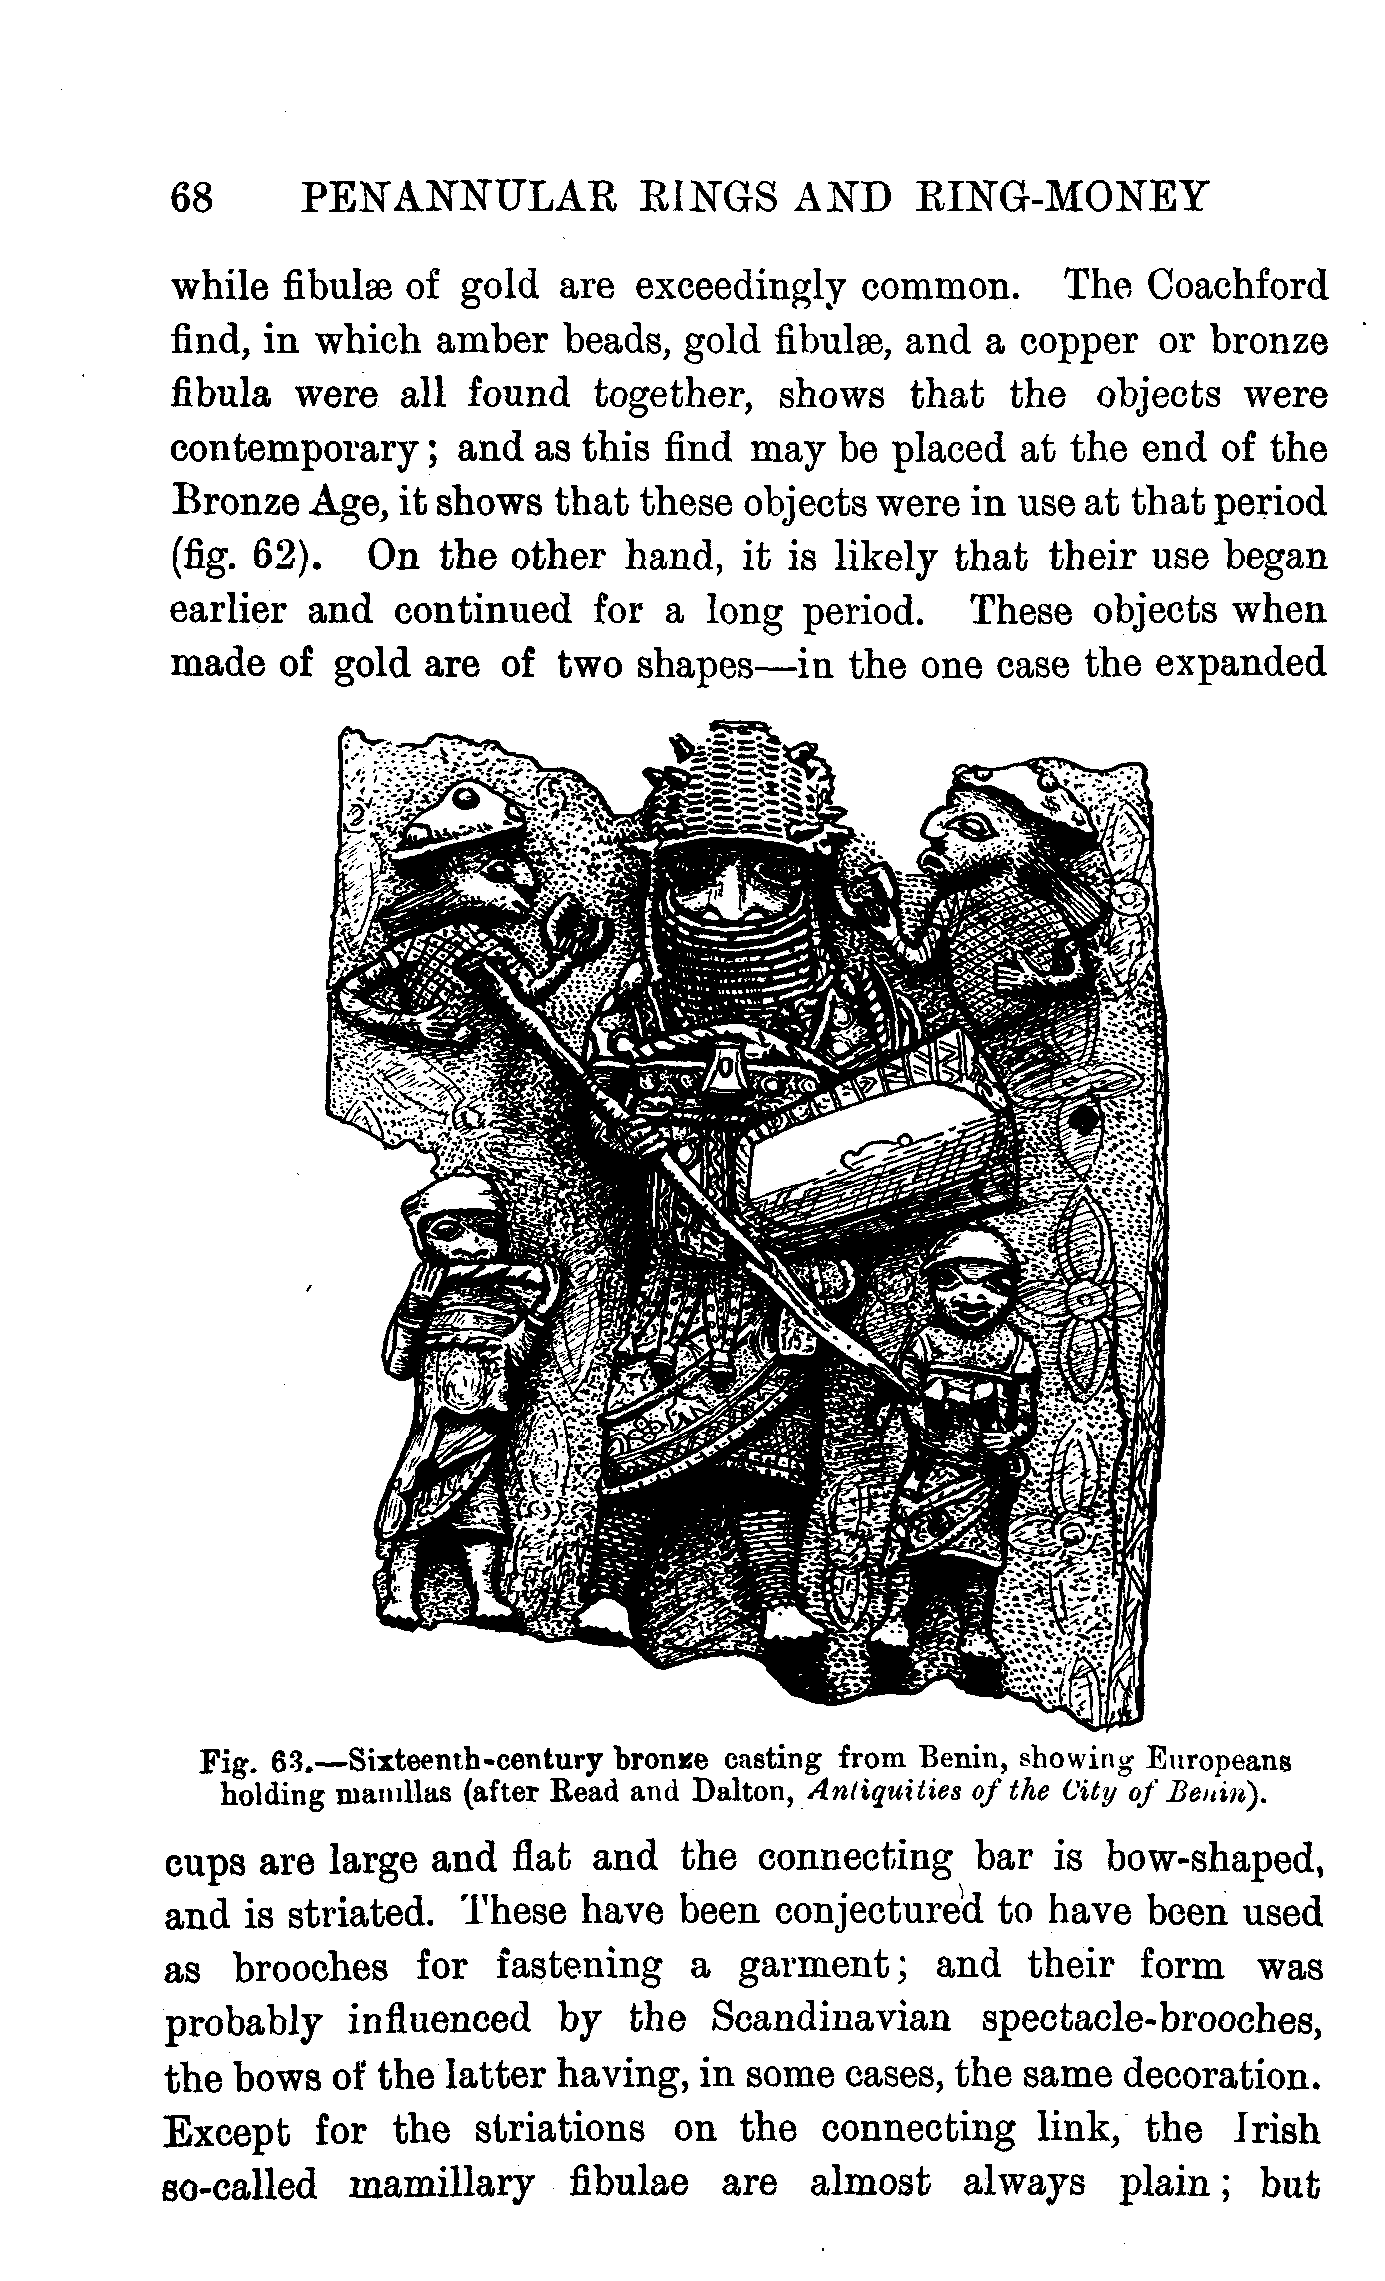 68 PENANNULAR RINGS AND RING-MONEY
while fibulæ of gold are exceedingly common. The Coachford
find, in which amber beads, gold fibulæ, and a copper or bronze
fibula were all found together, shows that the objects were
contemporary; and as this find may be placed at the end of the
Bronze Age, it shows that these objects were in use at that period
(fig. 62). On the other hand, it is likely that their use began
earlier and continued for a long period. These objects when
made of gold are of two shapes—in the one case the expanded
Fig. 63.—Sixteenth-century bronze casting from Benin, showing Europeans
holding manillas (after Read and Dalton, Antiquities of the City of Benin).
cups are large and flat and the connecting bar is bow-shaped,
and is striated. These have been conjectured to have been used
as brooches for fastening a garment; and their form was
probably influenced by the Scandinavian spectacle-brooches,
the bows of the latter having, in some cases, the same decoration.
Except for the striations on the connecting link, the Irish
so-called mamillary fibulae are almost always plain; but